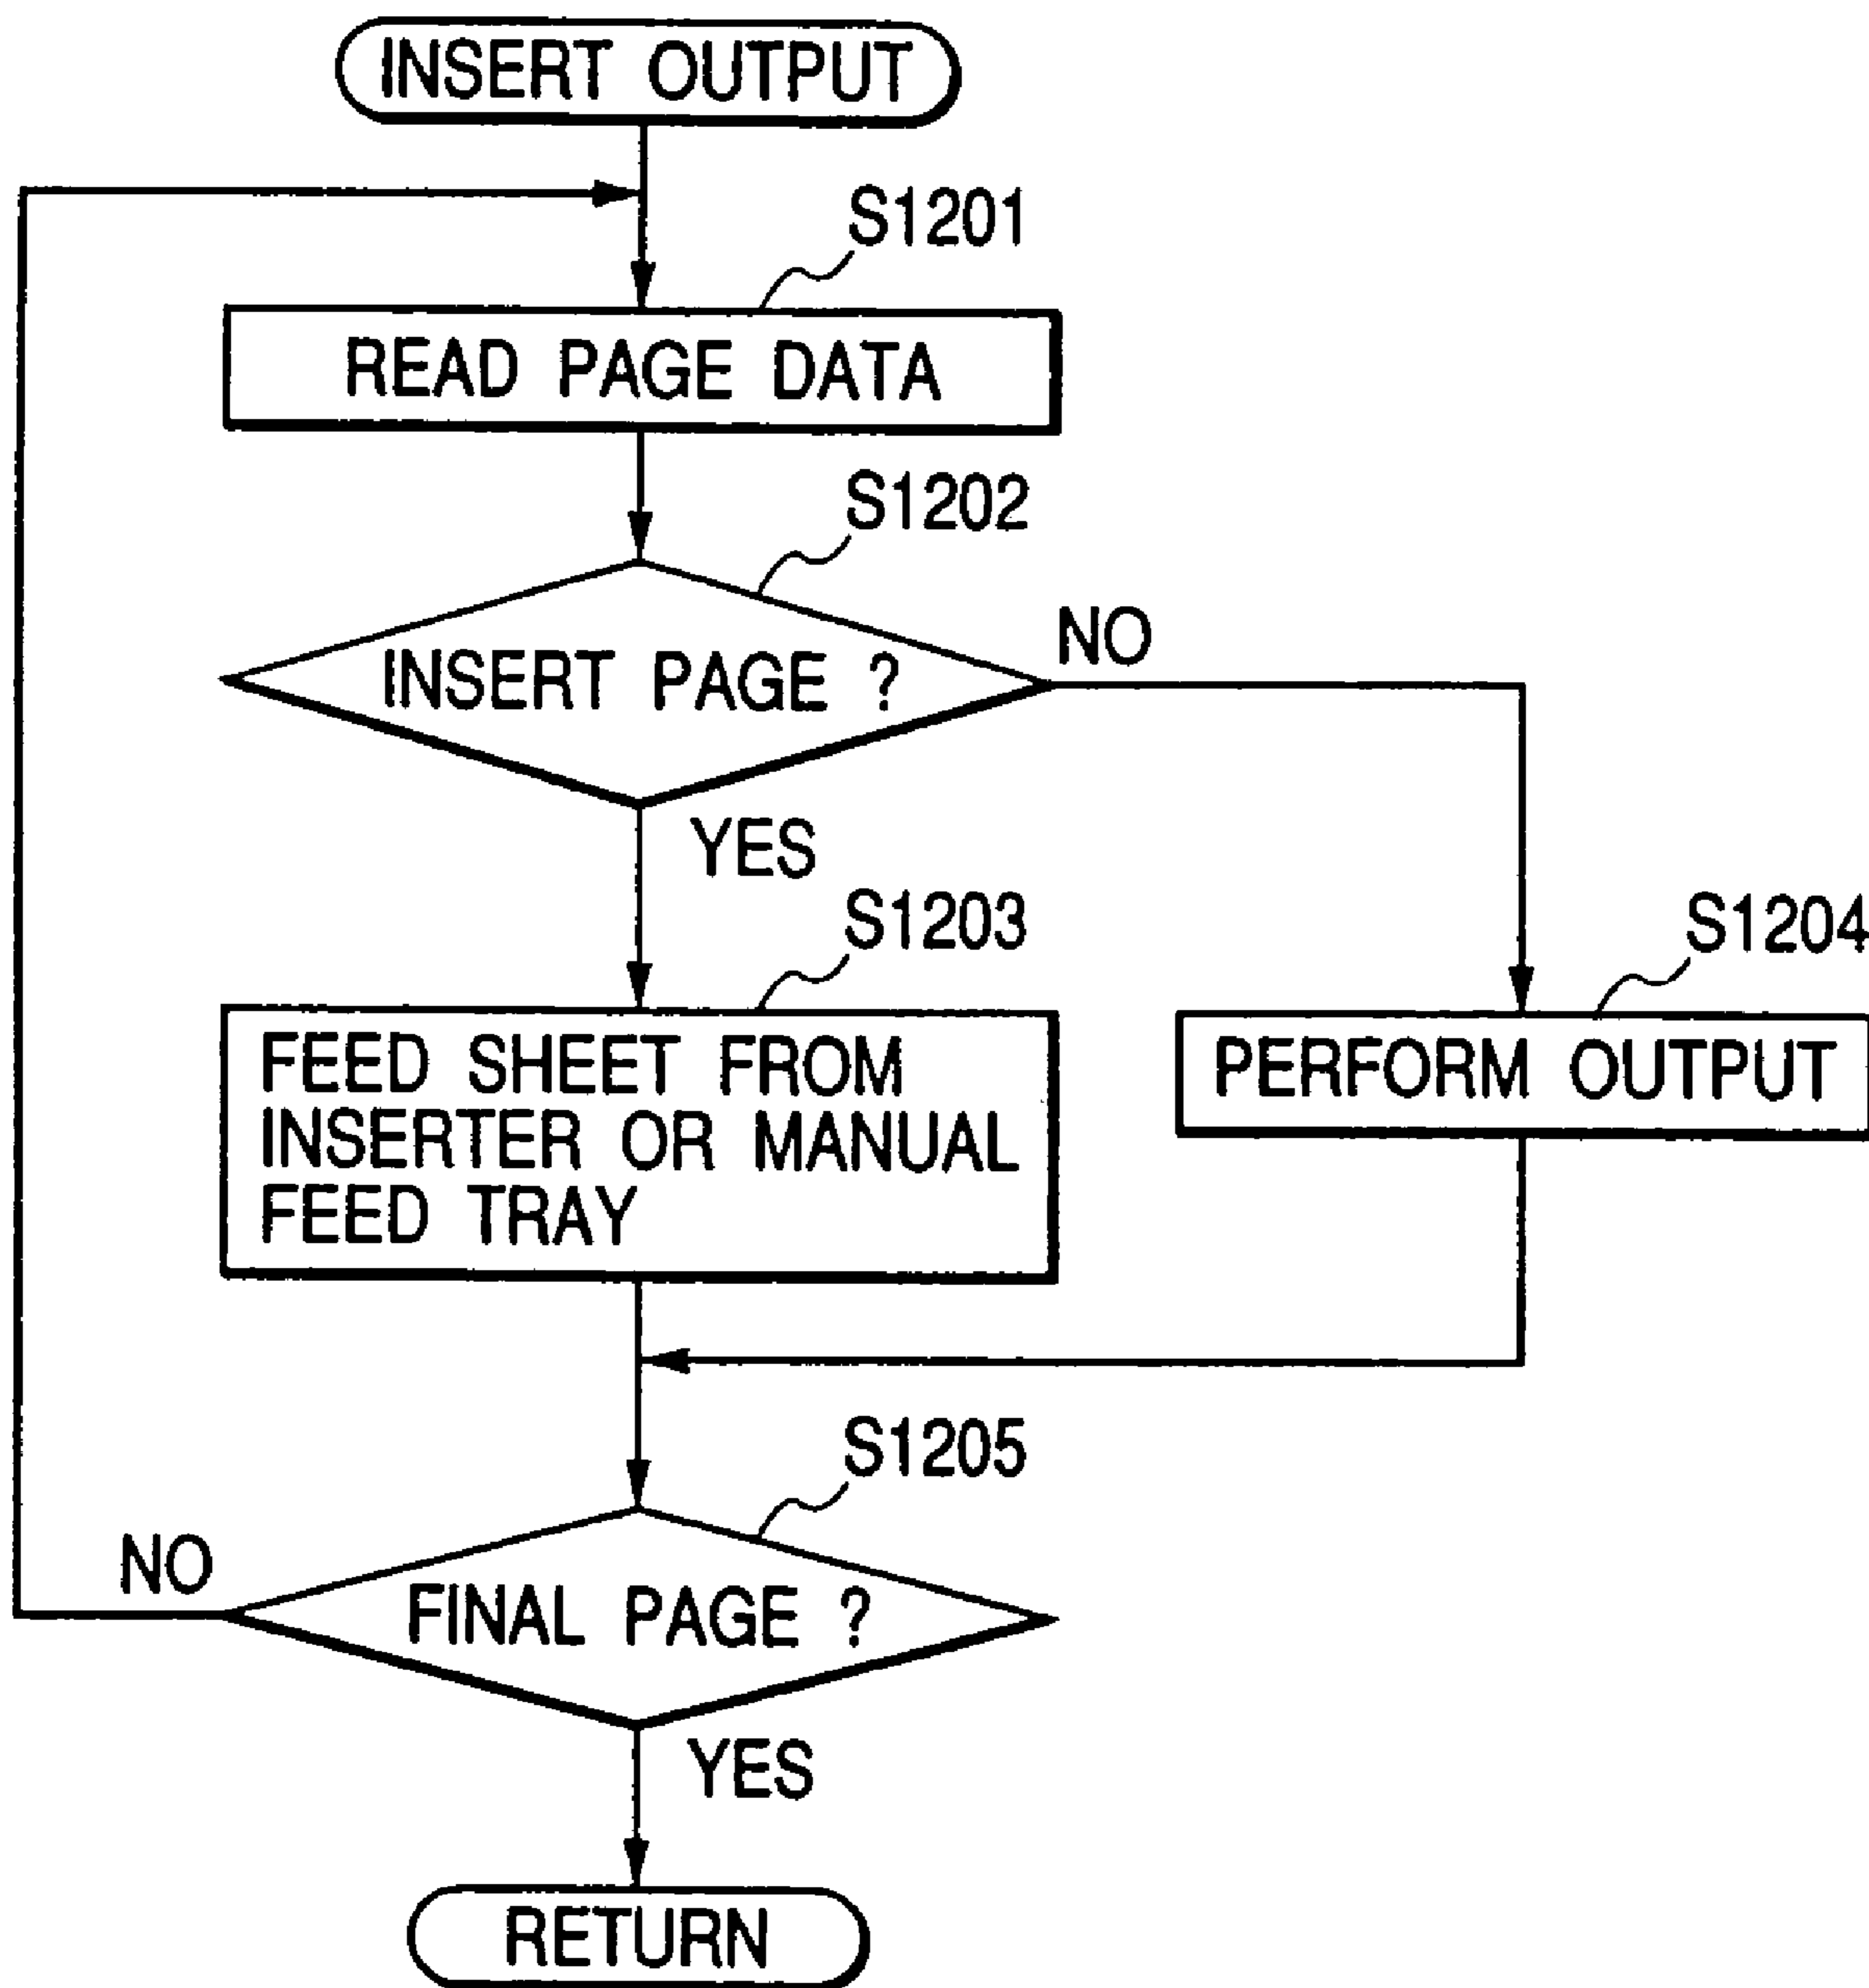 INSERT OUTPUT
S1201
READ PAGE DATA
S1202
INSERT PAGE ?
NO
YES
S1203
S1204
FEED SHEET FROM
INSERTER OR MANUAL
FEED TRAY
PERFORM OUTPUT
S1205
NO
FINAL PAGE ?
YES
RETURN